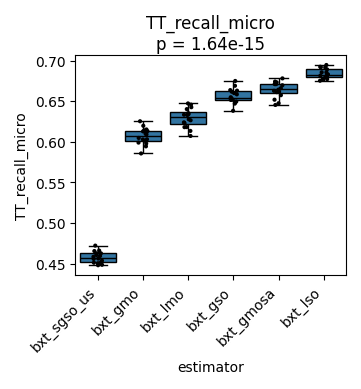 TT_recall_micro
p = 1.64e-15
TT_recall_micro
0.70
0.65
0.60
0.55
0.50
0.45
bxt_sgso_us
bxt_gmo
bxt_lmo
bxt_gso
bxt_gmosa
bxt_lso
estimator